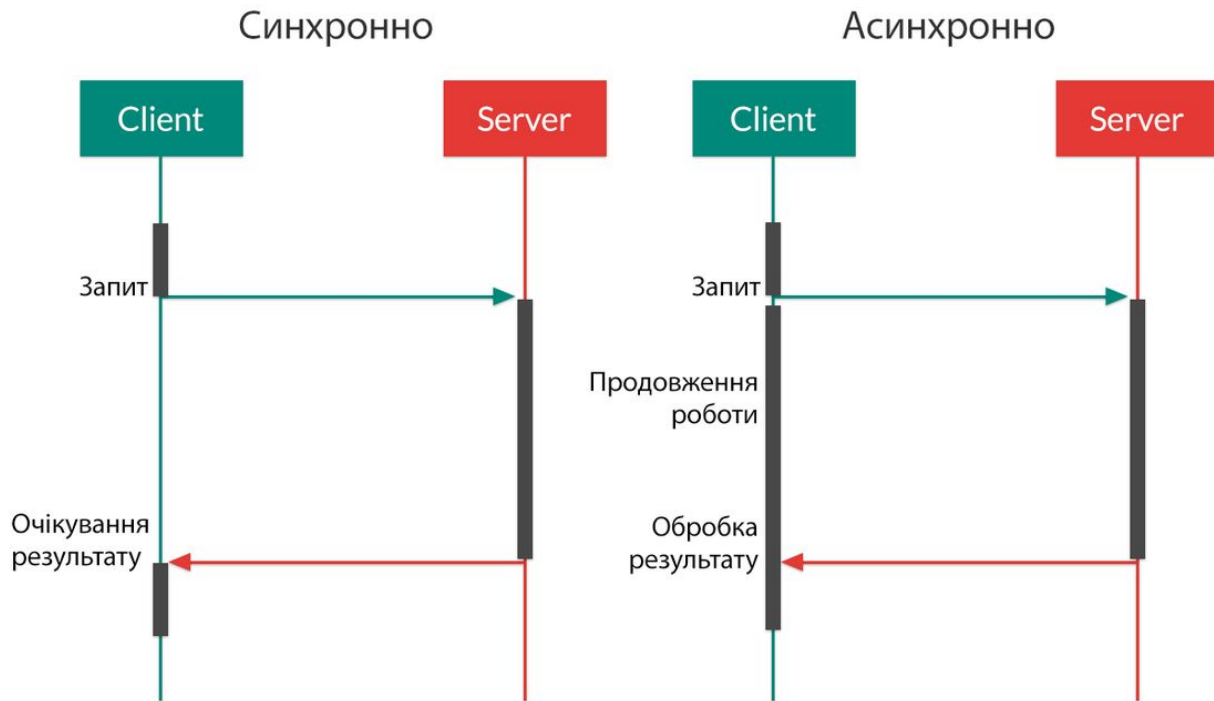 Синхронно
Client
Server
Запит
Очікування
результату
Асинхронно
Client
Server
Запит
Продовження
роботи
Обробка
результату